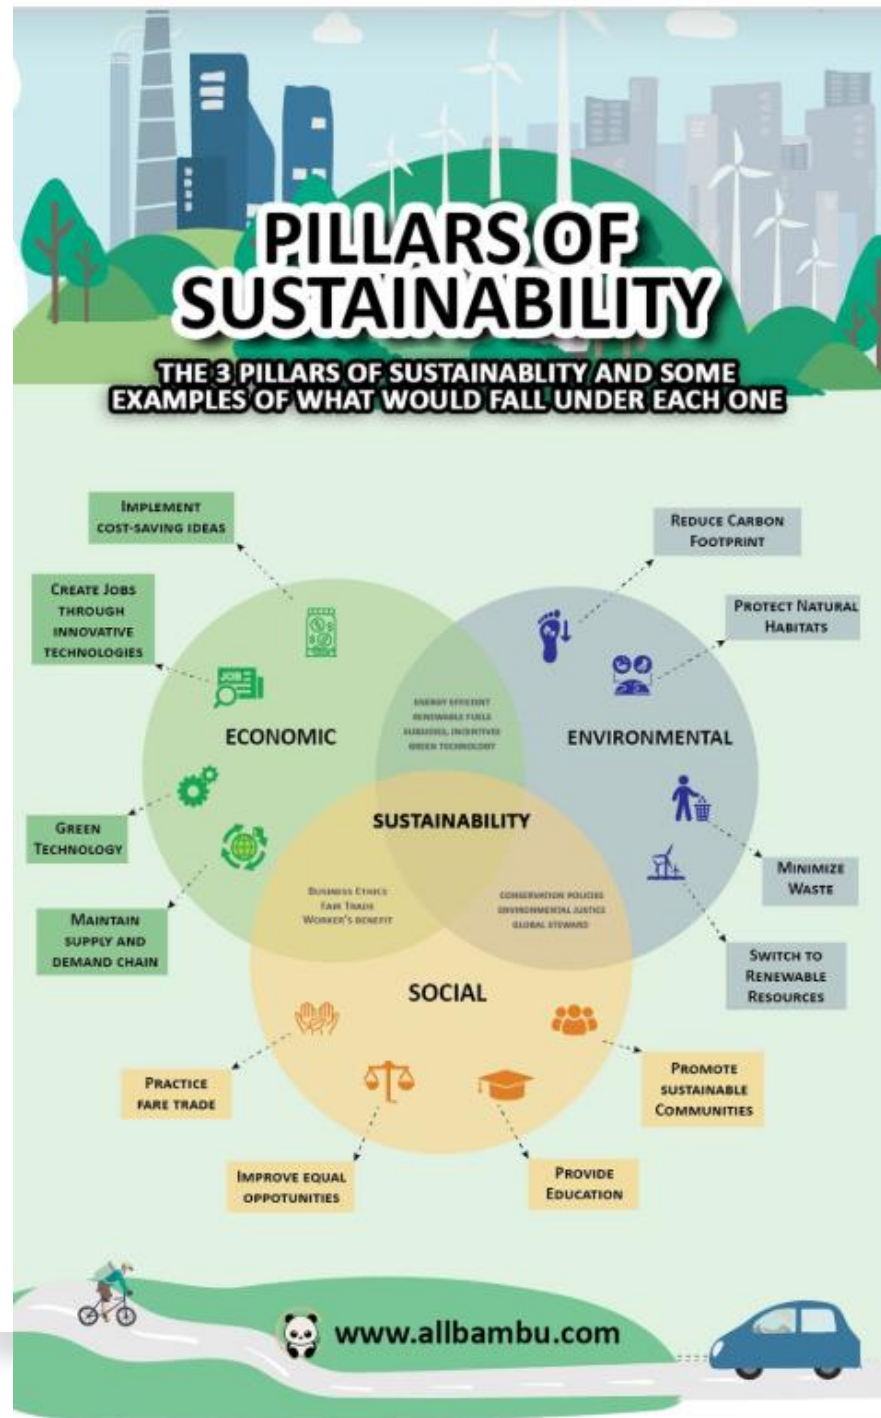 PILLARS OF
SUSTAINABILITY
THE 3 PILLARS OF SUSTAINABLITY AND SOME
EXAMPLES OF WHAT WOULD FALL UNDER EACH ONE
IMPLEMENT
COST-SAVING IDEAS
CREATE JOBS
THROUGH
INNOVATIVE
TECHNOLOGIES
GREEN
TECHNOLOGY
MAINTAIN
SUPPLY AND
DEMAND CHAIN
JOB
ECONOMIC
ENERGY EFFICIENT
RENEWABLE FUELS
SUBSIDIES, INCENTIVES
GREEN TECHNOLOGY
REDUCE CARBON
FOOTPRINT
PROTECT NATURAL
HABITATS
ENVIRONMENTAL
MINIMIZE
WASTE
SWITCH TO
RENEWABLE
RESOURCES
SUSTAINABILITY
BUSINESS ETHICS
FAIR TRADE
WORKER'S BENEFIT
CONSERVATION POLICIES
ENVIRONMENTAL JUSTICE
GLOBAL STEWARD
SOCIAL
PRACTICE
FARE TRADE
IMPROVE EQUAL
OPPOTUNITIES
PROVIDE
EDUCATION
PROMOTE
SUSTAINABLE
COMMUNITIES
www.allbambu.com